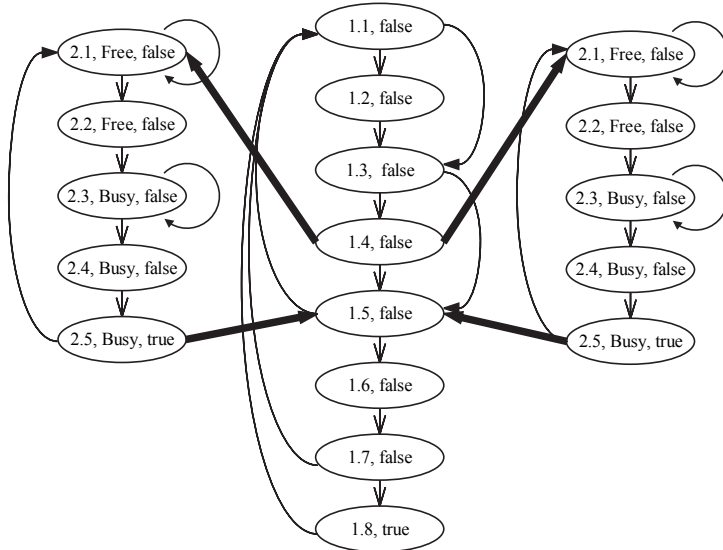 2.1, Free, false
2.2, Free, false
2.3, Busy, false
2.4, Busy, false
2.5, Busy, true
1.1, false
1.2, false
1.3, false
1.4, false
1.5, false
1.6, false
1.7, false
1.8, true
2.1, Free, false
2.2, Free, false
2.3, Busy, false
2.4, Busy, false
2.5, Busy, true